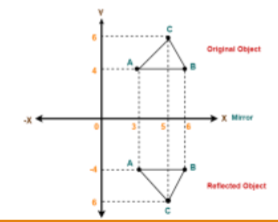 Y
C
6
Original Object
A
B
4
-X
X Mirror
0
3
5
6
A
B
-4
Reflected Object
6
C